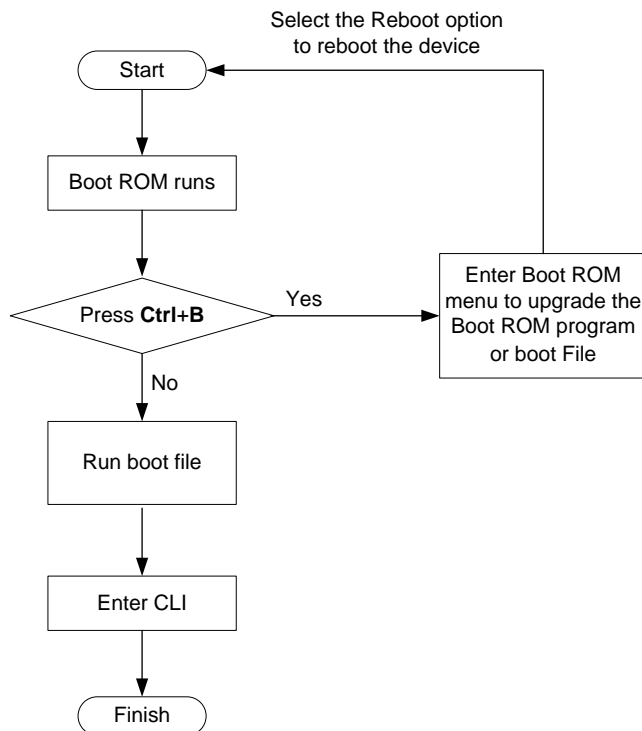 Select the Reboot option
to reboot the device
Start
Boot ROM runs
Press Ctrl+B
Yes
Enter Boot ROM
menu to upgrade the
Boot ROM program
or boot File
No
Run boot file
Enter CLI
Finish